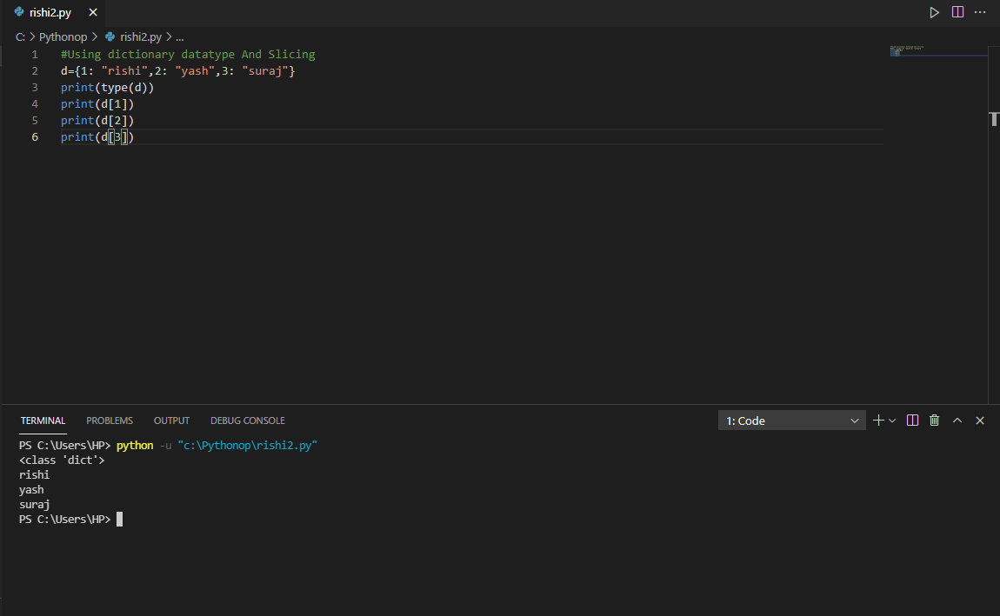 rishi2.py
C: > Pythonop > rishi2.py > ...
1 #Using dictionary datatype And Slicing
2 d={1: "rishi",2: "yash",3: "suraj"}
3 print(type(d))
4 print(d[1])
5 print(d[2])
6 print(d[3])
TERMINAL PROBLEMS OUTPUT DEBUG CONSOLE 1: Code
PS C:\Users\HP> python -u "c:\Pythonop\rishi2.py"
<class 'dict'>
rishi
yash
suraj
PS C:\Users\HP>